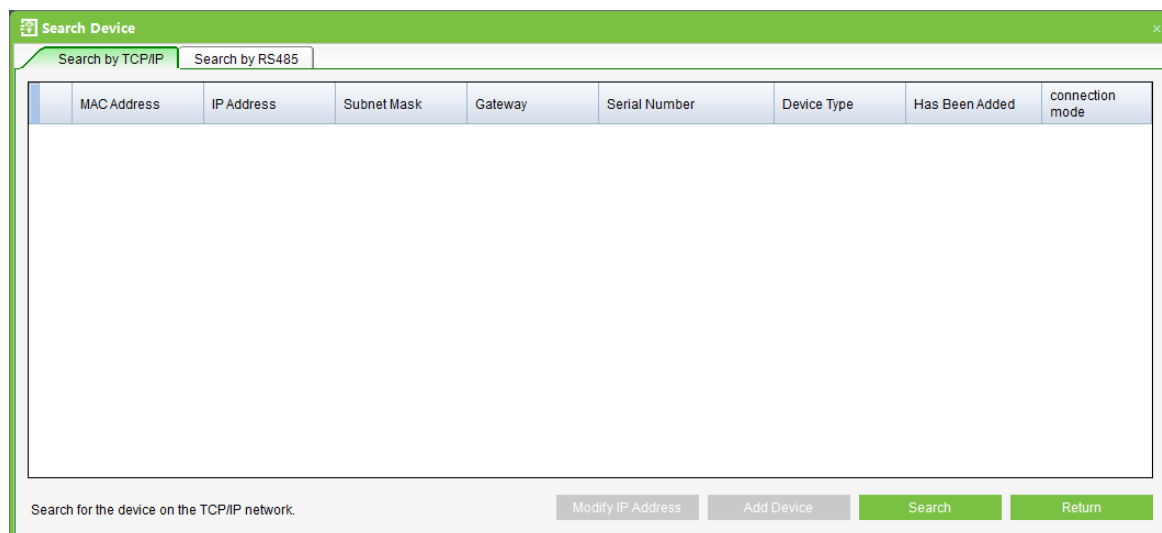 Search Device
Search by TCP/IP Search by RS485
MAC Address IP Address Subnet Mask Gateway Serial Number Device Type Has Been Added connection
mode
Search for the device on the TCP/IP network. Modify IP Address Add Device Search Return